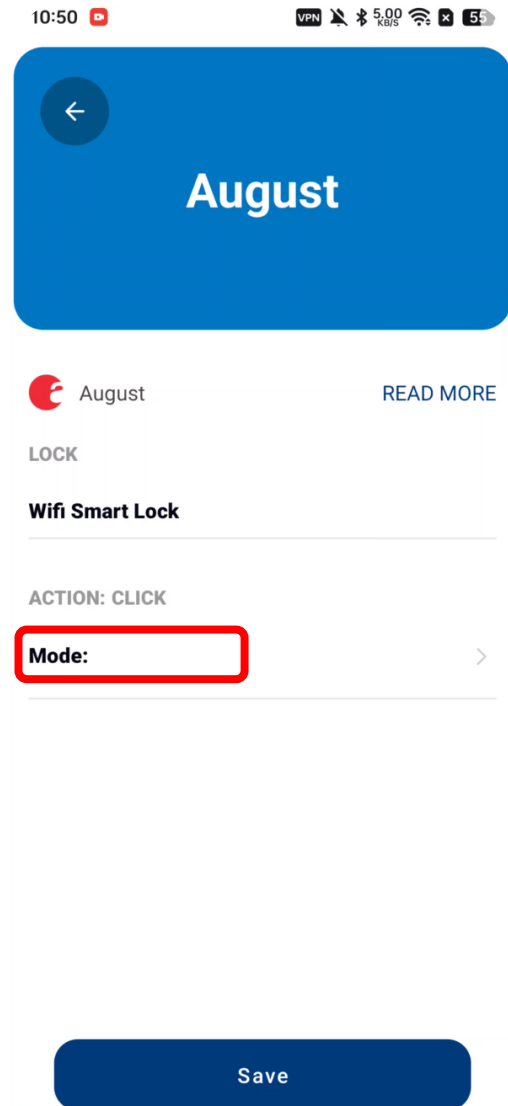 10:50 VPN 5.00 KB/S 55
August
August READ MORE
LOCK
Wifi Smart Lock
ACTION: CLICK
Mode:
Save